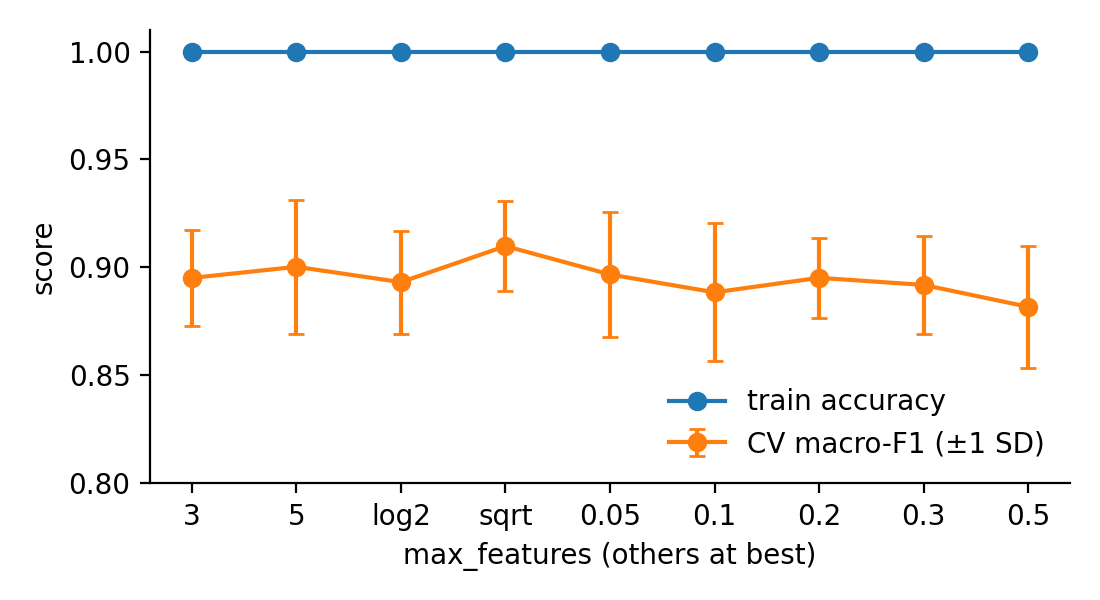 1.00
0.95
0.90
0.85
0.80
score
train accuracy
CV macro-F1 (±1 SD)
3 5 log2 sqrt 0.05 0.1 0.2 0.3 0.5
max_features (others at best)